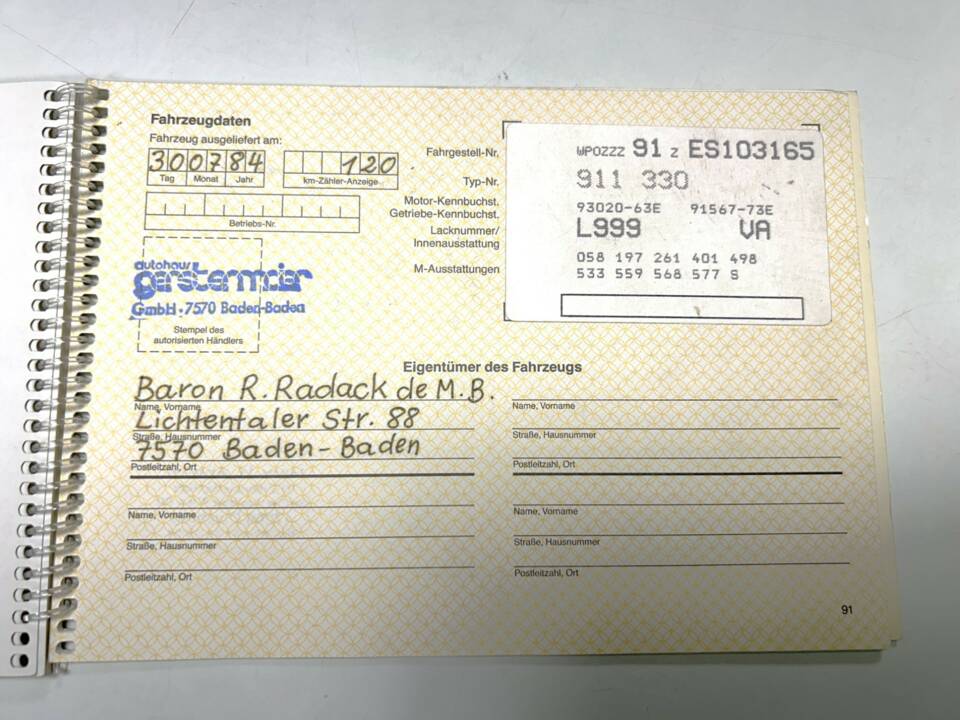 Fahrzeugdaten
Fahrzeug ausgeliefert am:
300784 120
Tag Monat Jahr km-Zähler-Anzeige
Betriebs-Nr.
autohaus
gerstenmaier
GmbH · 7570 Baden-Baden
Stempel des
autorisierten Händlers
Fahrgestell-Nr. WPOZZZ 91 Z ES103165
Typ-Nr. 911 330
Motor-Kennbuchst.
Getriebe-Kennbuchst. 93020-63E 91567-73E
Lacknummer/
Innenausstattung L999 VA
M-Ausstattungen 058 197 261 401 498
533 559 568 577 S
Eigentümer des Fahrzeugs
Baron R. Radack de M.B.
Name, Vorname
Lichtentaler Str. 88
Straße, Hausnummer
7570 Baden-Baden
Postleitzahl, Ort
Name, Vorname
Straße, Hausnummer
Postleitzahl, Ort
Name, Vorname
Straße, Hausnummer
Postleitzahl, Ort
Name, Vorname
Straße, Hausnummer
Postleitzahl, Ort
91